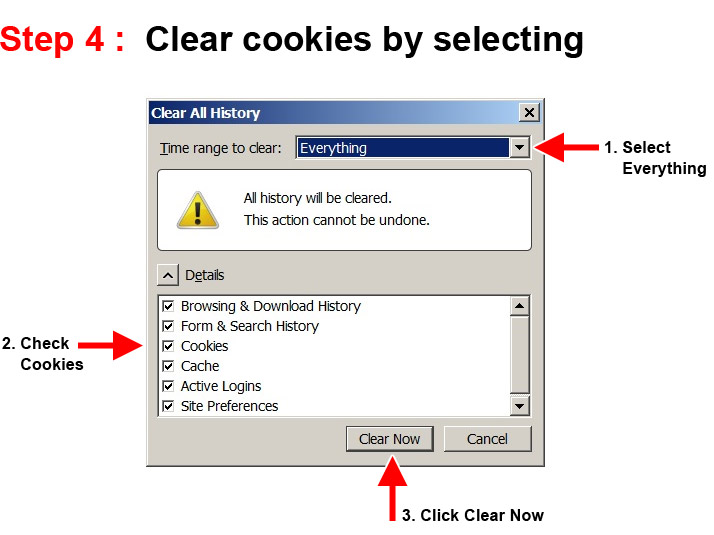 Step 4 : Clear cookies by selecting
Clear All History
Time range to clear: Everything
1. Select
Everything
All history will be cleared.
This action cannot be undone.
Details
Browsing & Download History
Form & Search History
2. Check
Cookies
Cookies
Cache
Active Logins
Site Preferences
Clear Now Cancel
3. Click Clear Now